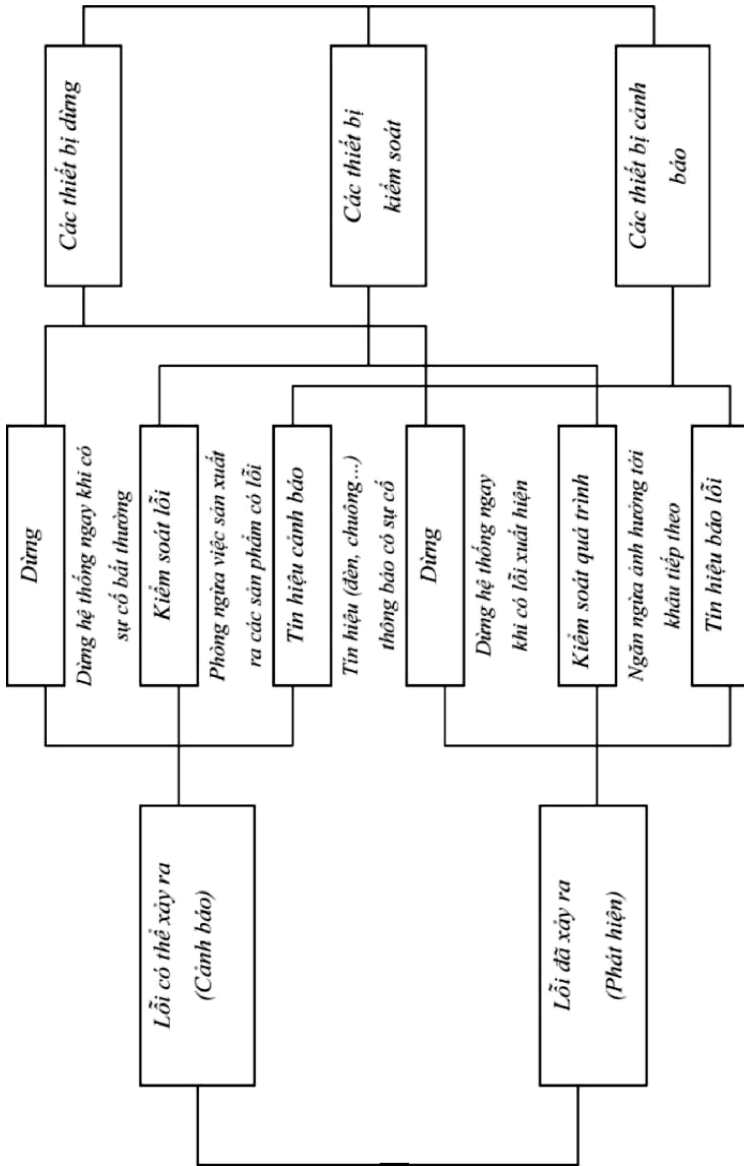 Lỗi có thể xảy ra
(Cảnh báo)
Lỗi đã xảy ra
(Phát hiện)
Dừng
Dừng hệ thống ngay khi có
sự cố bất thường
Kiểm soát lỗi
Phòng ngừa việc sản xuất
ra các sản phẩm có lỗi
Tín hiệu cảnh báo
Tín hiệu (đèn, chuông...)
thông báo có sự cố
Dừng
Dừng hệ thống ngay
khi có lỗi xuất hiện
Kiểm soát quá trình
Ngăn ngừa ảnh hưởng tới
khâu tiếp theo
Tín hiệu báo lỗi
Các thiết bị dừng
Các thiết bị
kiểm soát
Các thiết bị cảnh
báo